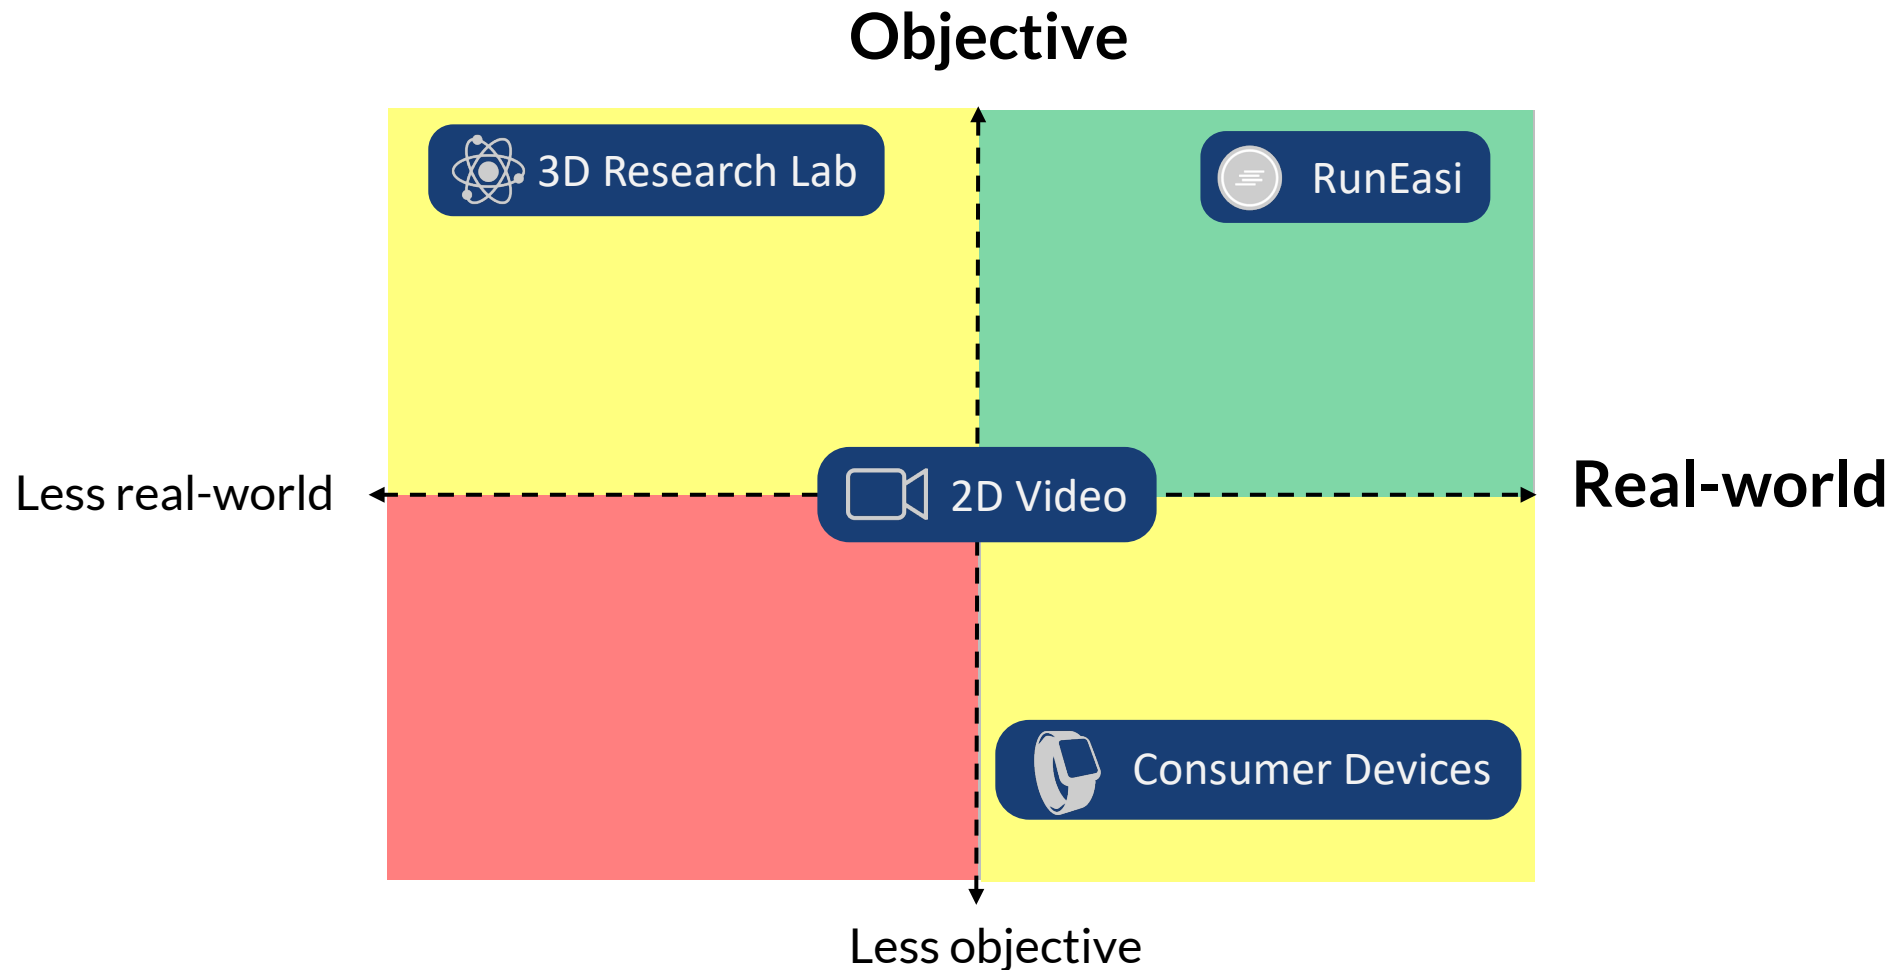 Objective
3D Research Lab
RunEasi
Less real-world
2D Video
Real-world
Consumer Devices
Less objective